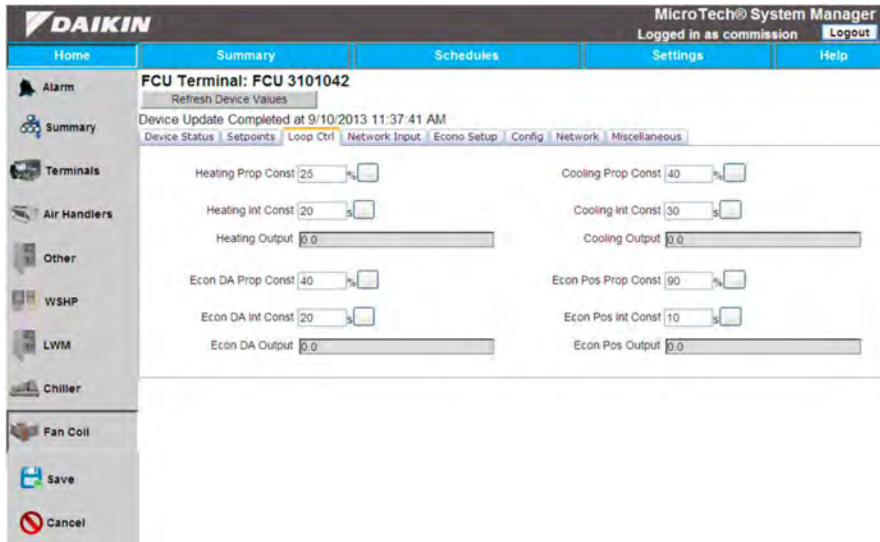 DAIKIN
MicroTech® System Manager
Logged in as commission Logout
Home Summary Schedules Settings Help
Alarm
Summary
Terminals
Air Handlers
Other
WSHP
LWM
Chiller
Fan Coil
Save
Cancel
FCU Terminal: FCU 3101042
Refresh Device Values
Device Update Completed at 9/10/2013 11:37:41 AM
Device Status Setpoints Loop Ctrl Network Input Econo Setup Config Network Miscellaneous
Heating Prop Const 25 % ... Cooling Prop Const 40 % ...
Heating Int Const 20 s ... Cooling Int Const 30 s ...
Heating Output 0.0 Cooling Output 0.0
Econ DA Prop Const 40 % ... Econ Pos Prop Const 90 % ...
Econ DA Int Const 20 s ... Econ Pos Int Const 10 s ...
Econ DA Output 0.0 Econ Pos Output 0.0